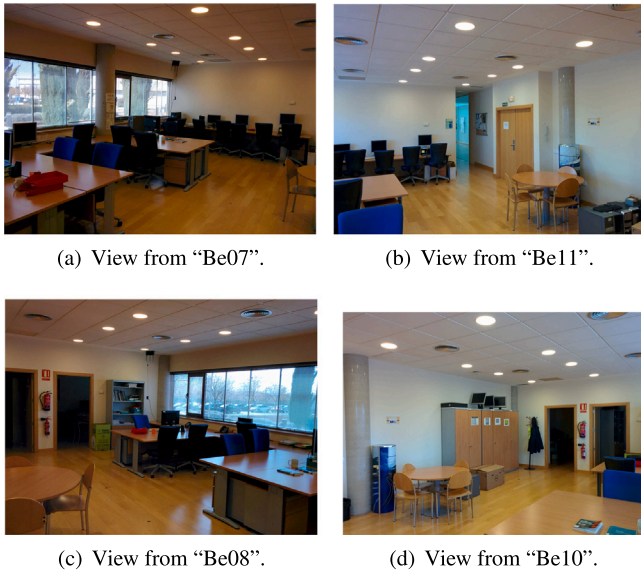 (a) View from “Be07”.
(b) View from “Be11”.
(c) View from “Be08”.
(d) View from “Be10”.